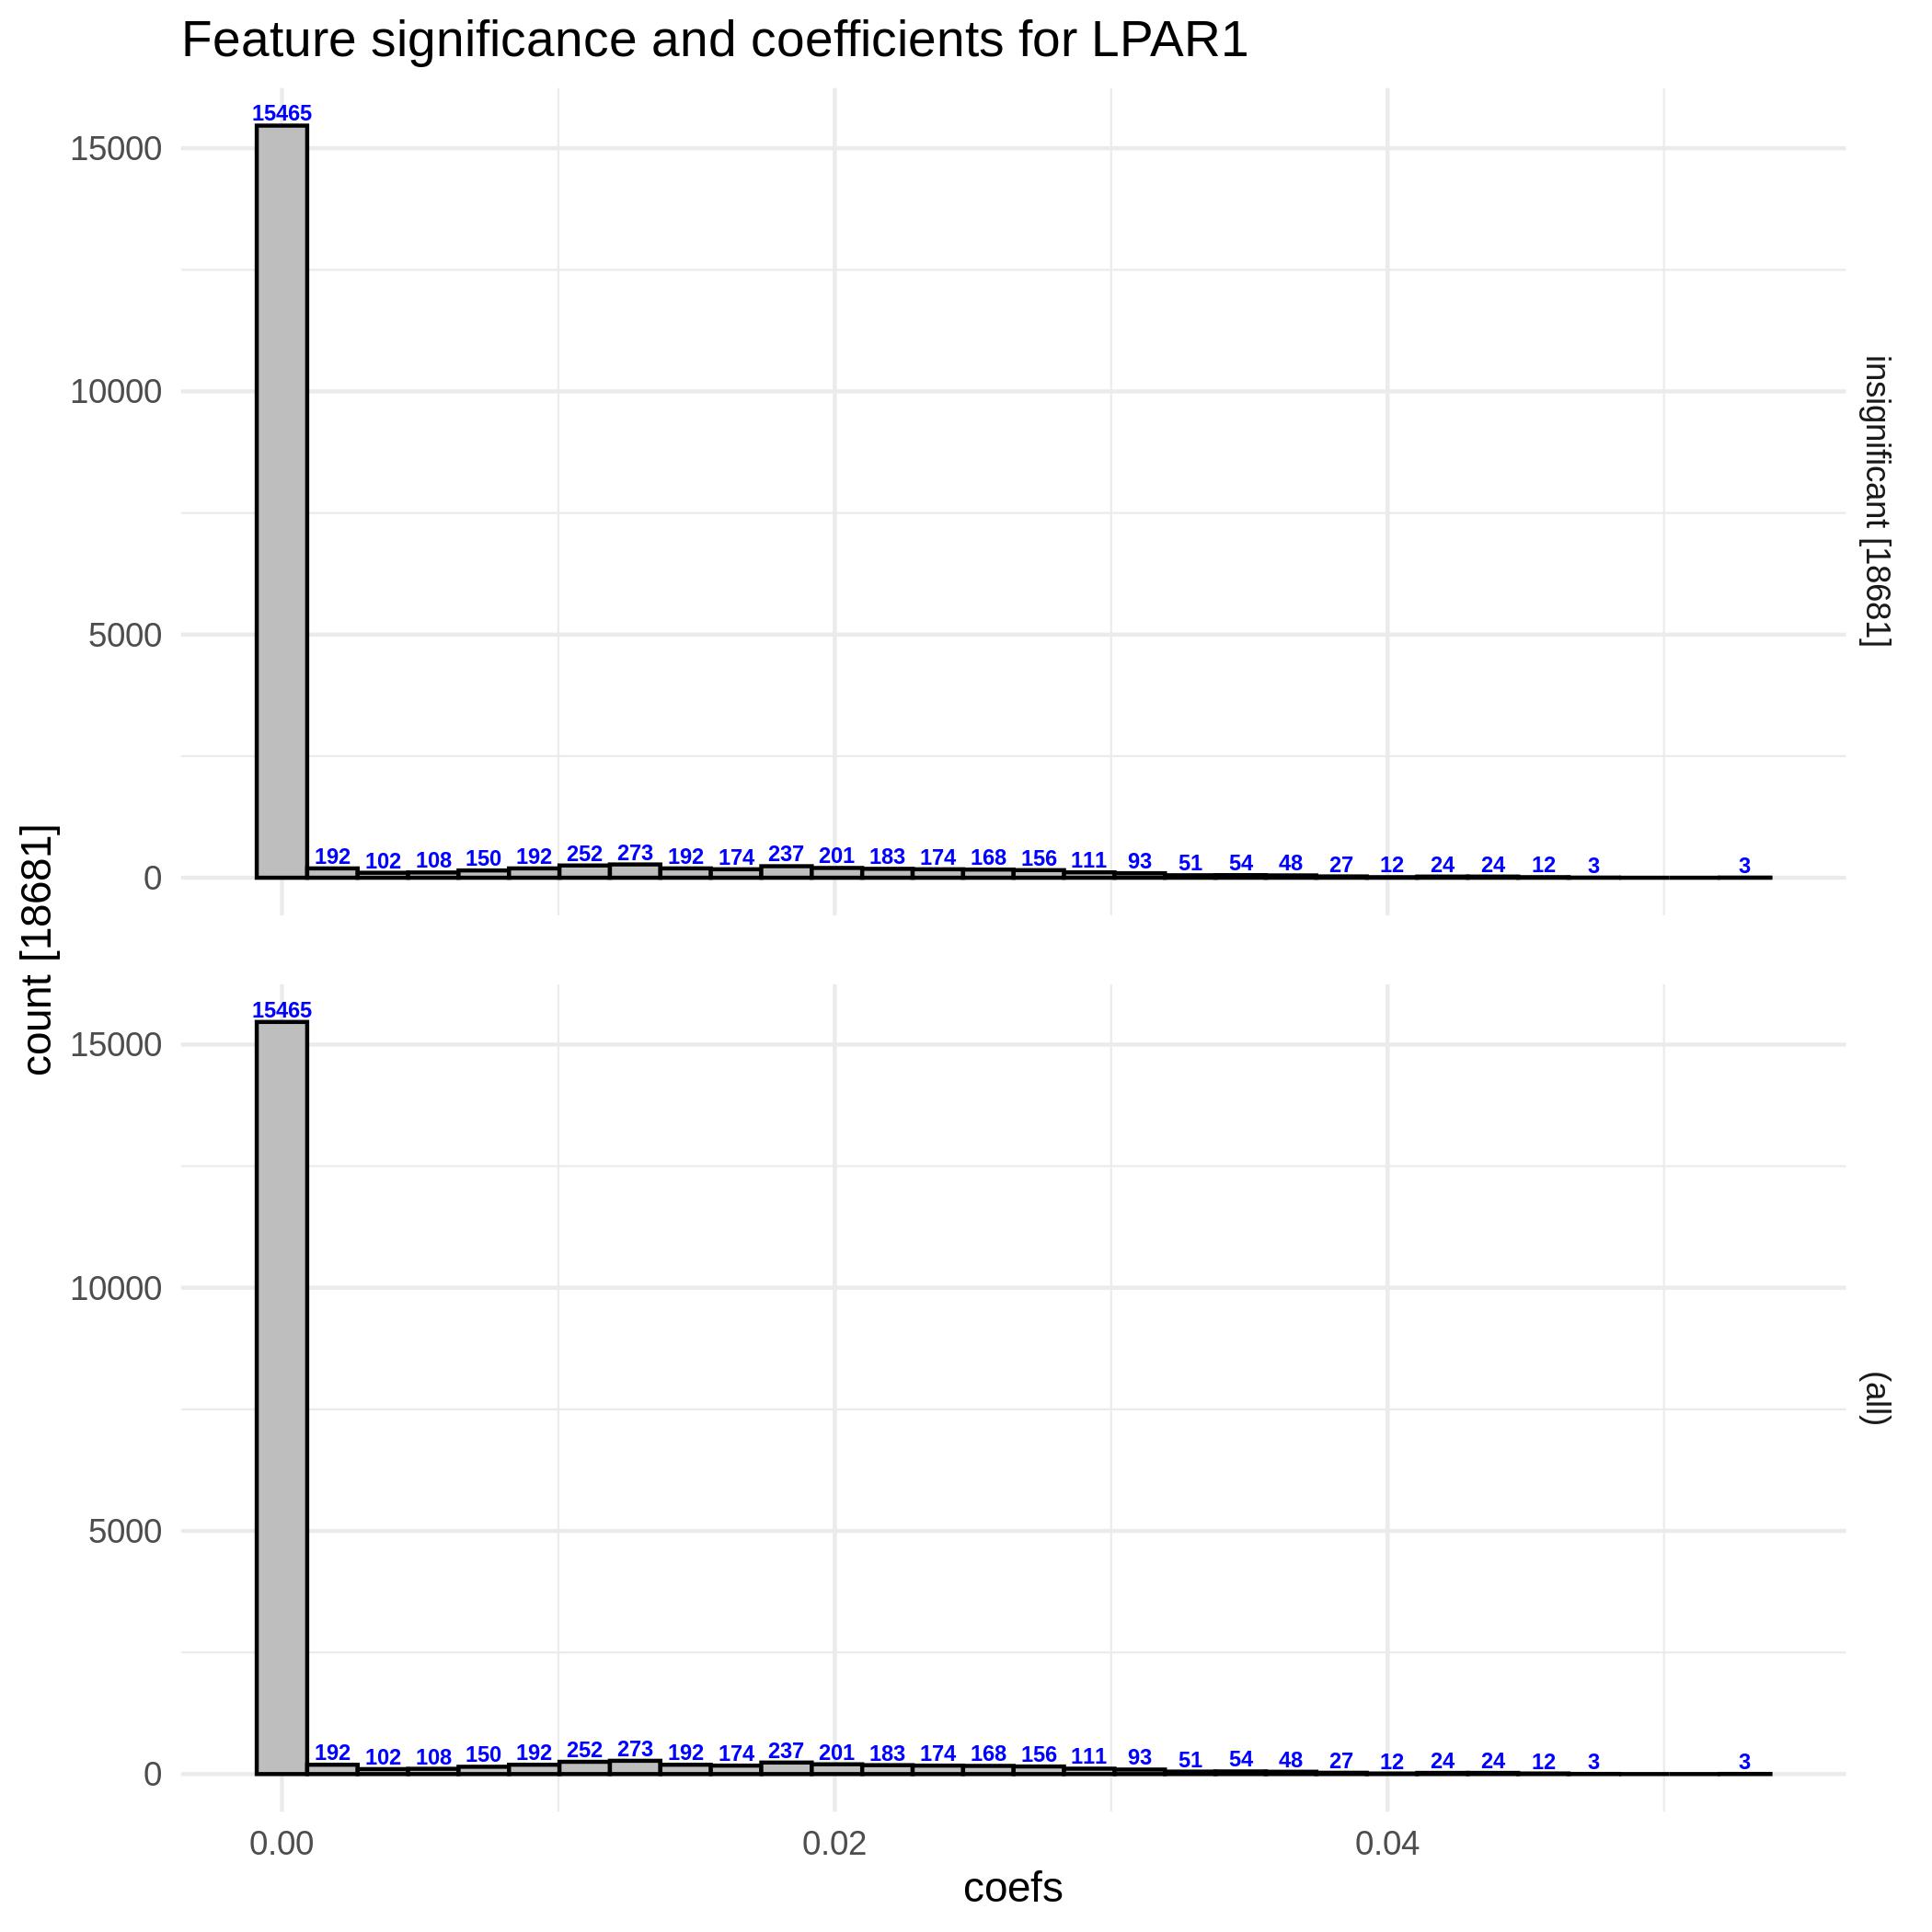 Feature significance and coefficients for LPAR1
count [18681]
15000
10000
5000
0
15465
192 102 108 150 192 252 273 192 174 237 201 183 174 168 156 111 93 51 54 48 27 12 24 24 12 3 3
insignificant [18681]
15000
10000
5000
0
15465
192 102 108 150 192 252 273 192 174 237 201 183 174 168 156 111 93 51 54 48 27 12 24 24 12 3 3
(all)
0.00 0.02 0.04
coefs